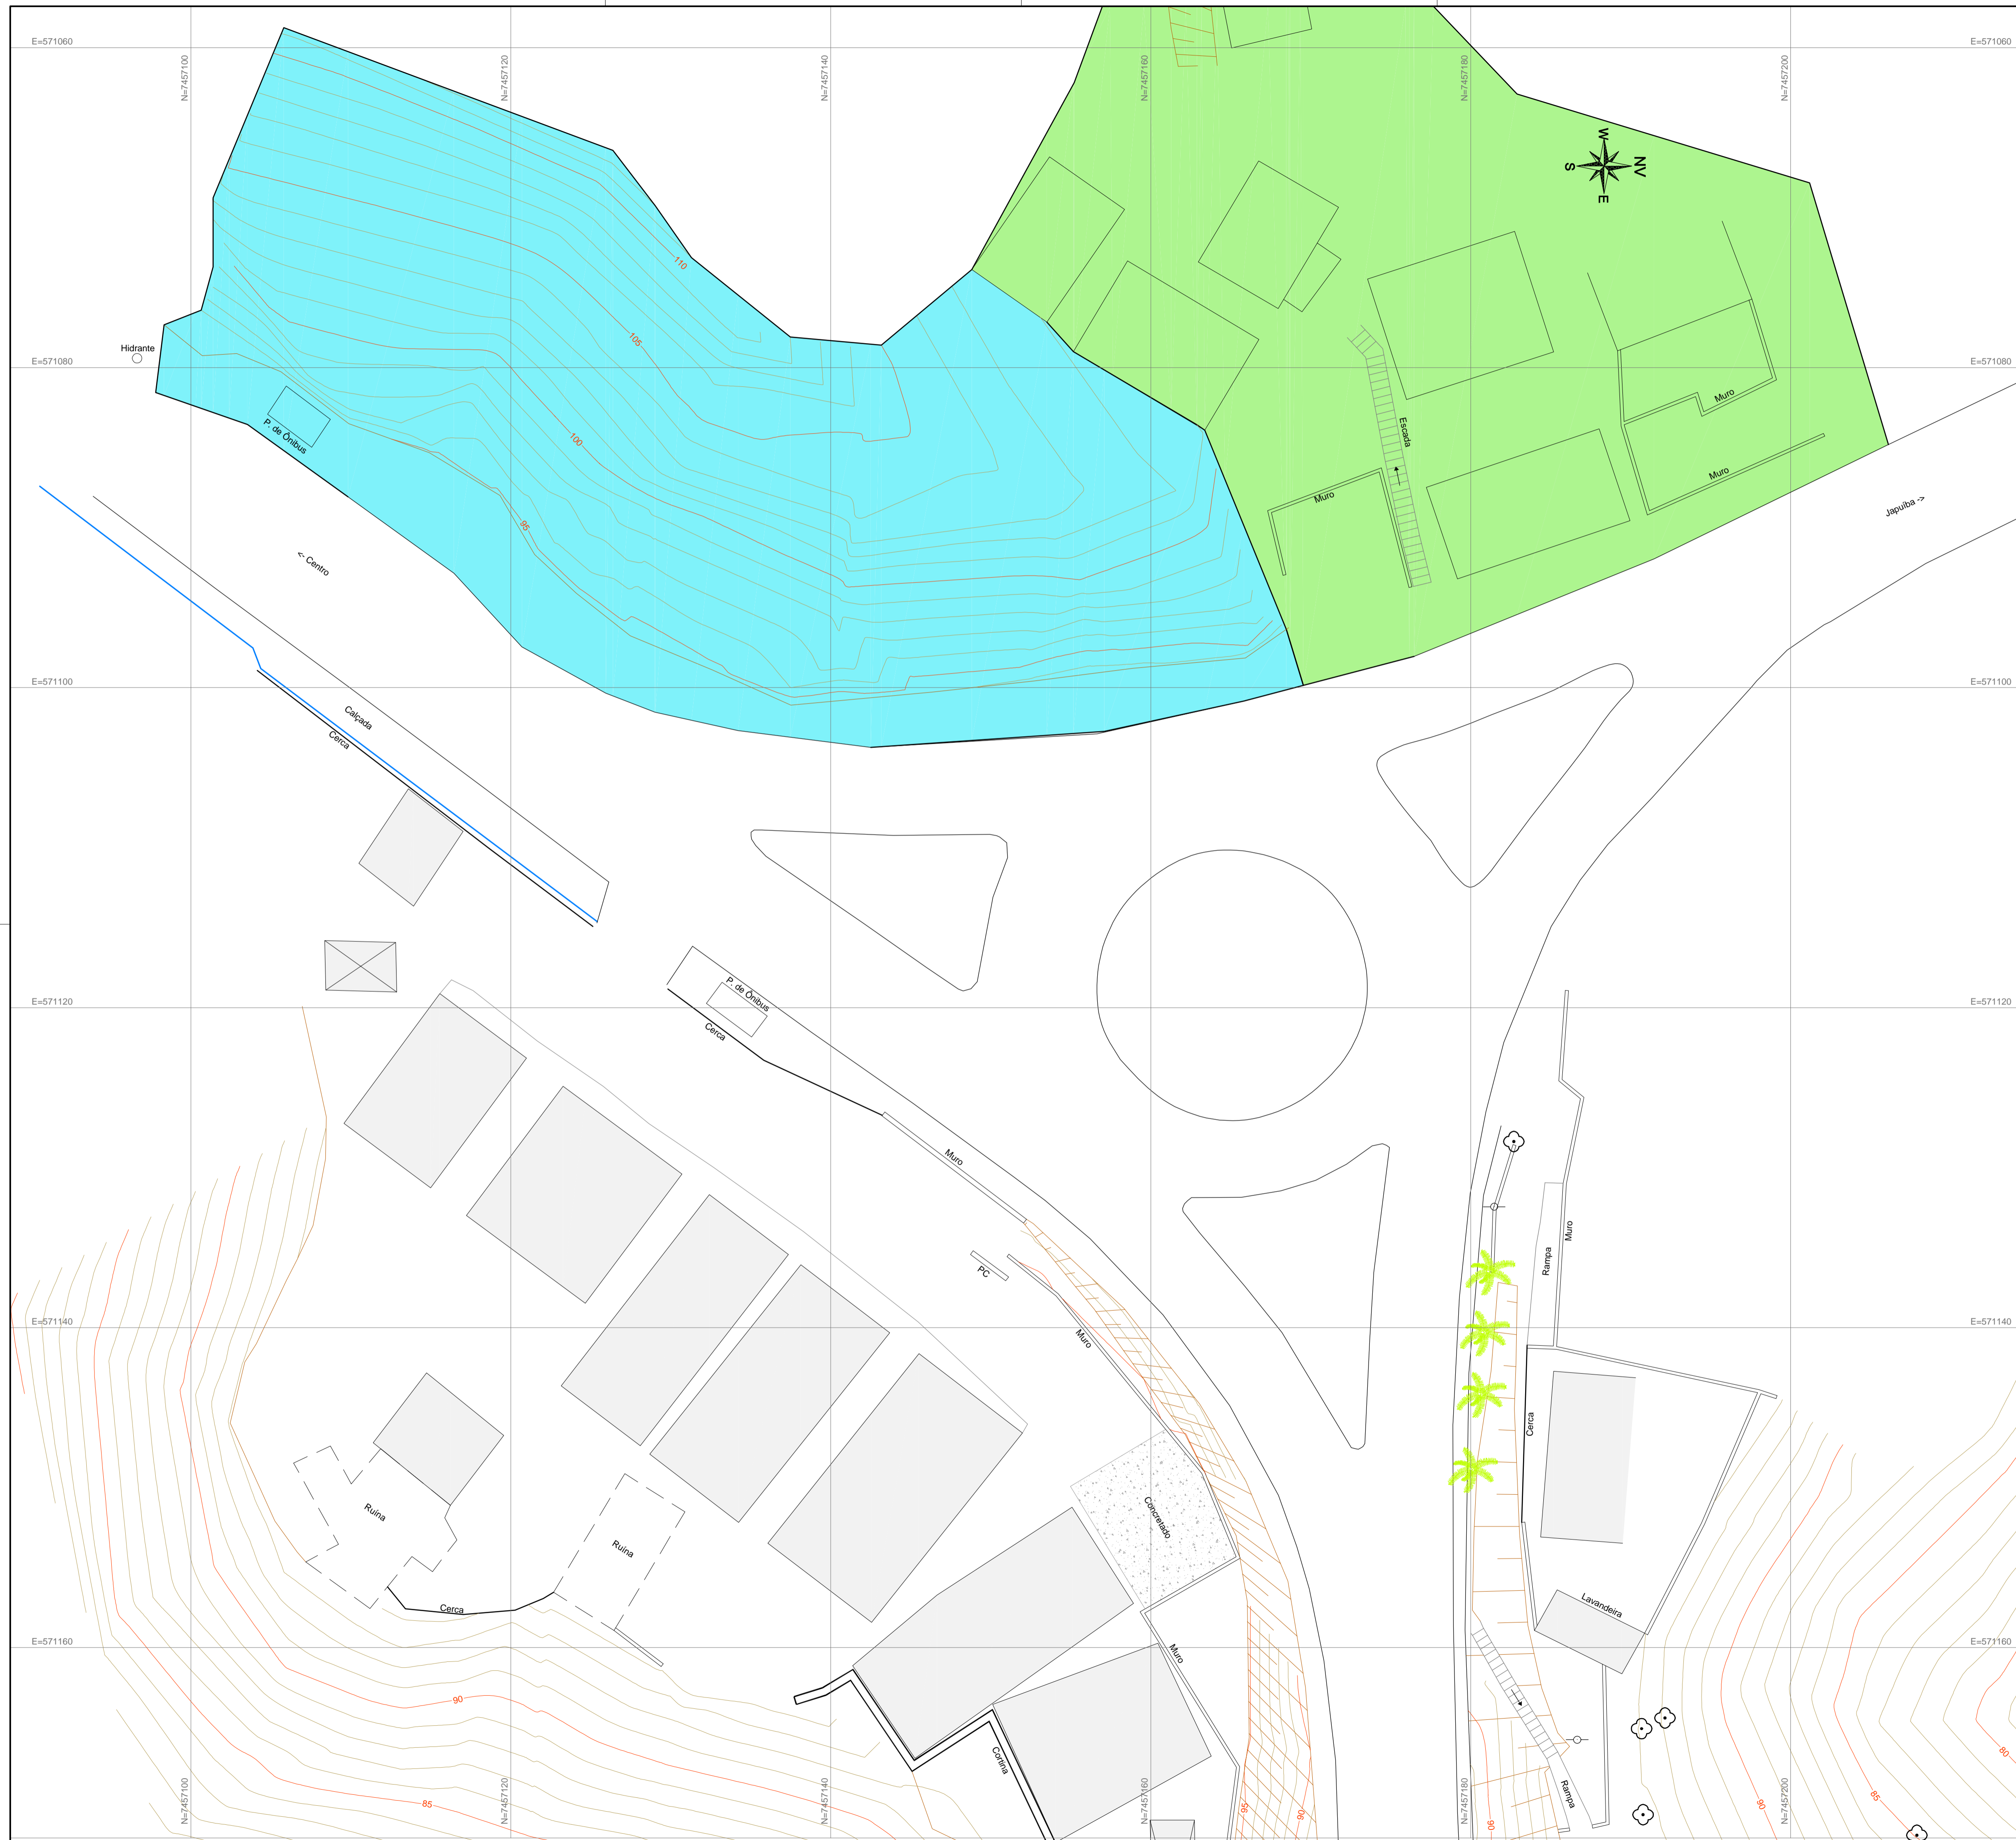 E=571060
E=571060
N=7457100
N=7457120
N=7457140
N=7457160
N=7457180
N=7457200
W
S
NV
E
110
Hidrante
105
E=571080
E=571080
Muro
P. de Ônibus
100
Escada
Muro
Muro
95
Japuíba ->
<- Centro
E=571100
E=571100
Calçada
Cerca
P. de Ônibus
E=571120
E=571120
Cerca
Muro
Muro
Rampa
PC
E=571140
E=571140
Muro
Cerca
Concretado
Ruína
Ruína
Cerca
Lavandeira
E=571160
E=571160
Muro
90
Cortina
80
85
Rampa
95
90
90
90
85
N=7457100
N=7457120
N=7457140
N=7457160
N=7457180
N=7457200